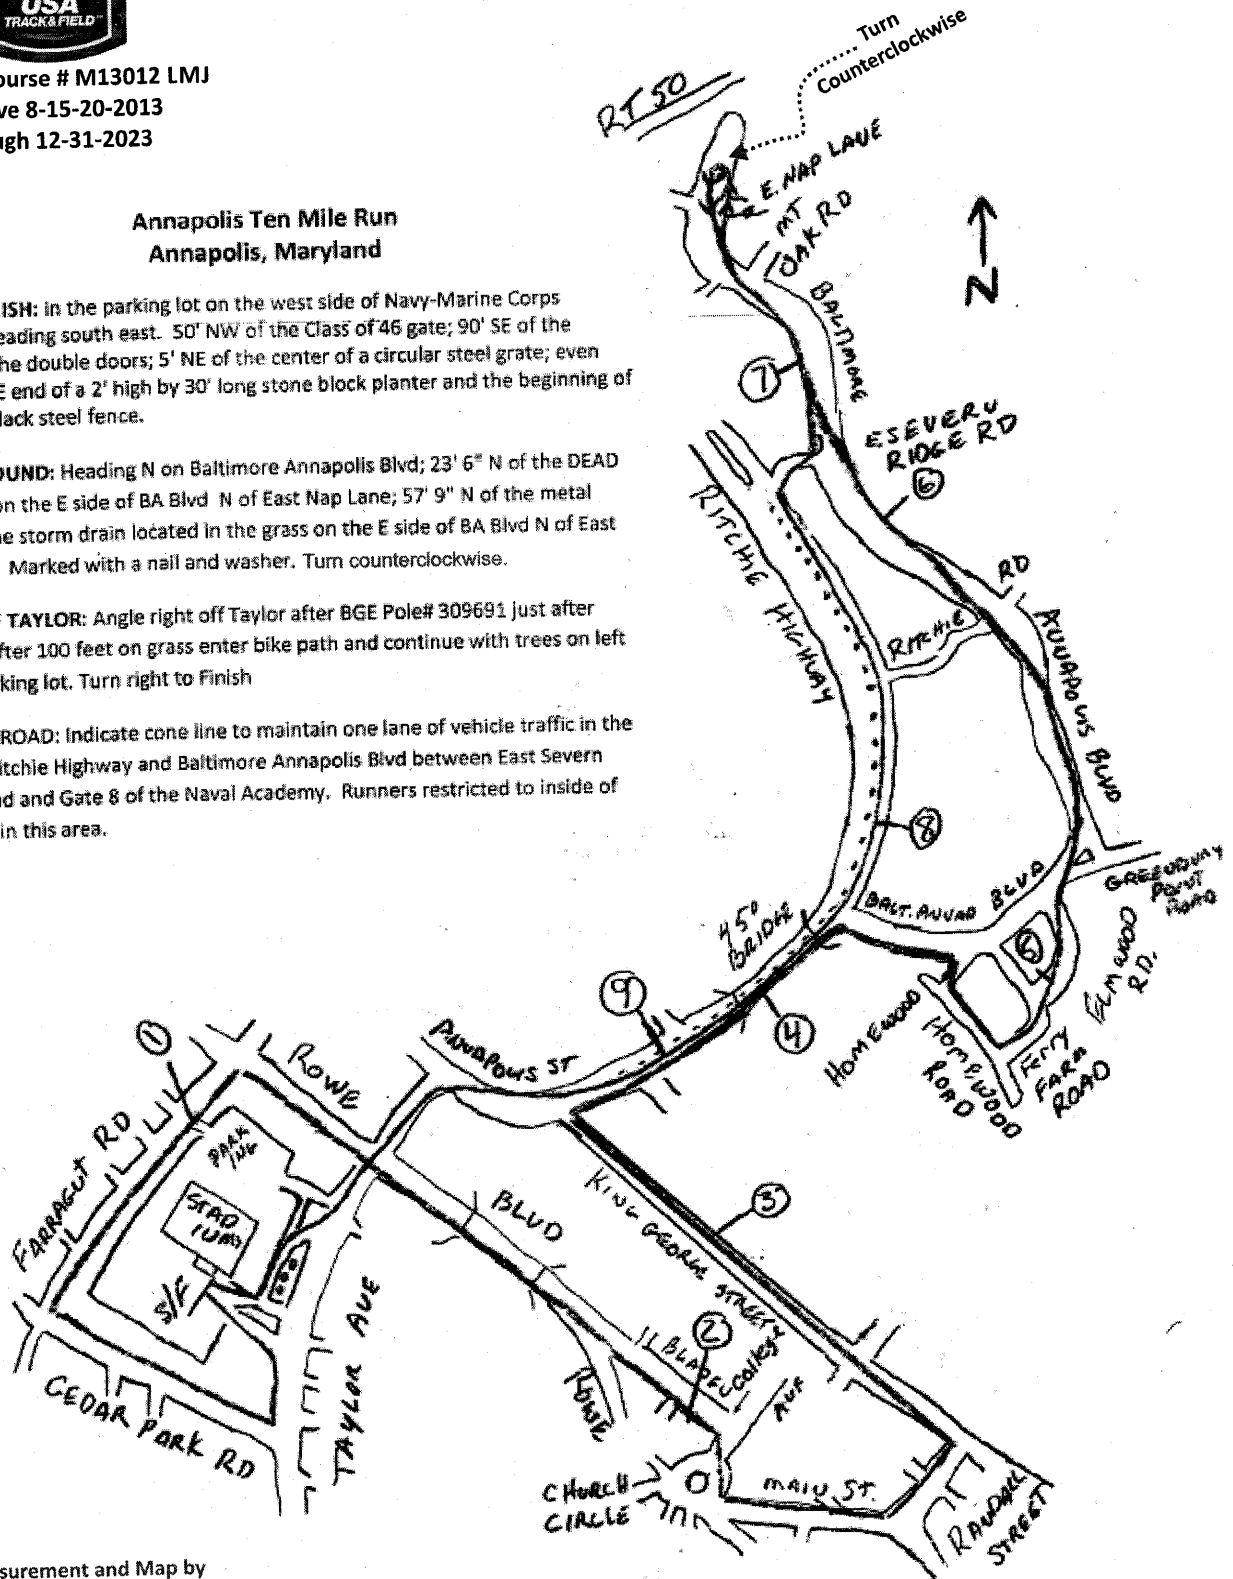 USA
TRACK&FIELD
ourse # M13012 LMJ
ve 8-15-20-2013
ugh 12-31-2023
Annapolis Ten Mile Run
Annapolis, Maryland
ISH: in the parking lot on the west side of Navy-Marine Corps
eading south east. 50' NW of the Class of 46 gate; 90' SE of the
he double doors; 5' NE of the center of a circular steel grate; even
E end of a 2' high by 30' long stone block planter and the beginning of
lack steel fence.
OUND: Heading N on Baltimore Annapolis Blvd; 23' 6" N of the DEAD
on the E side of BA Blvd N of East Nap Lane; 57' 9" N of the metal
e storm drain located in the grass on the E side of BA Blvd N of East
Marked with a nail and washer. Turn counterclockwise.
TAYLOR: Angle right off Taylor after BGE Pole# 309691 just after
fter 100 feet on grass enter bike path and continue with trees on left
king lot. Turn right to Finish
ROAD: Indicate cone line to maintain one lane of vehicle traffic in the
itchie Highway and Baltimore Annapolis Blvd between East Severn
d and Gate 8 of the Naval Academy. Runners restricted to inside of
in this area.
Turn
Counterclockwise
RT 50
E. NAP LANE
MT
OAK RD
N
BALTIMORE
7
ESEVERN
RIDGE RD
6
RITCHIE HIGHWAY
RD
RITCHIE
ANNAPOLIS BLVD
8
BALT. ANNAP BLVD
GREENBURY
POINT
ROAD
450
BRIDGE
5
ELMWOOD
RD.
9
4
HOMEWOOD
HOMEWOOD
ROAD
FERRY
FARM
ROAD
1
ROWE
ANNAPOLIS ST
FARRAGUT RD
PARK
ING
STAD
IUM
S/F
BLVD
3
KING GEORGE STREET
TAYLOR AVE
CEDAR PARK RD
2
BLADEN
College
AVE
ROWE
CHURCH
CIRCLE
MAIN ST.
RANDALL
STREET
surement and Map by